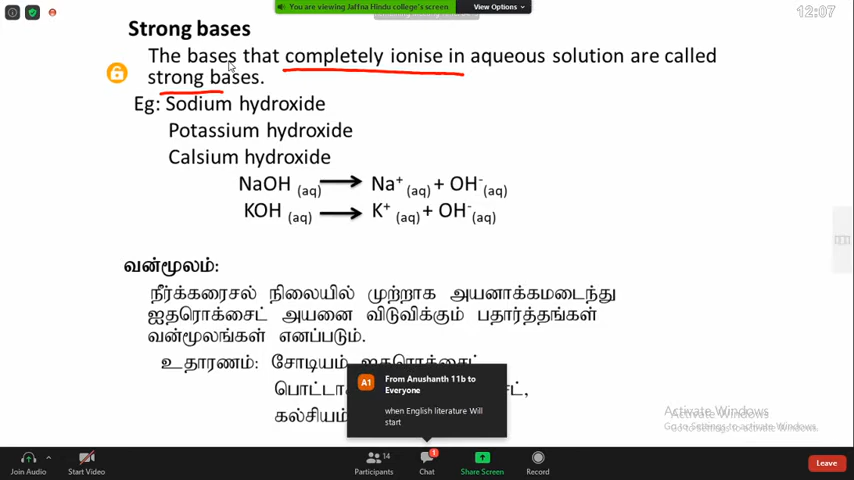 You are viewing Jaffna Hindu college's screen
View Options
12:07
Strong bases
The bases that completely ionise in aqueous solution are called
strong bases.
Eg: Sodium hydroxide
Potassium hydroxide
Calsium hydroxide
NaOH (aq) → Na⁺ (aq) + OH⁻(aq)
KOH (aq) → K⁺ (aq) + OH⁻(aq)
வன்மூலம்:
நீர்க்கரைசல் நிலையில் முற்றாக அயனாக்கமடைந்து
ஐதரொக்சைட் அயனை விடுவிக்கும் பதார்த்தங்கள்
வன்மூலங்கள் எனப்படும்.
உதாரணம்: சோடியம் ஐதரொக்சைட்
கல்சியம்
A1
From Anushanth 11b to
Everyone
when English literature Will
start
Activate Windows
Go to Settings to activate Windows.
Join Audio
Start Video
14
Participants
1
Chat
Share Screen
Record
Leave